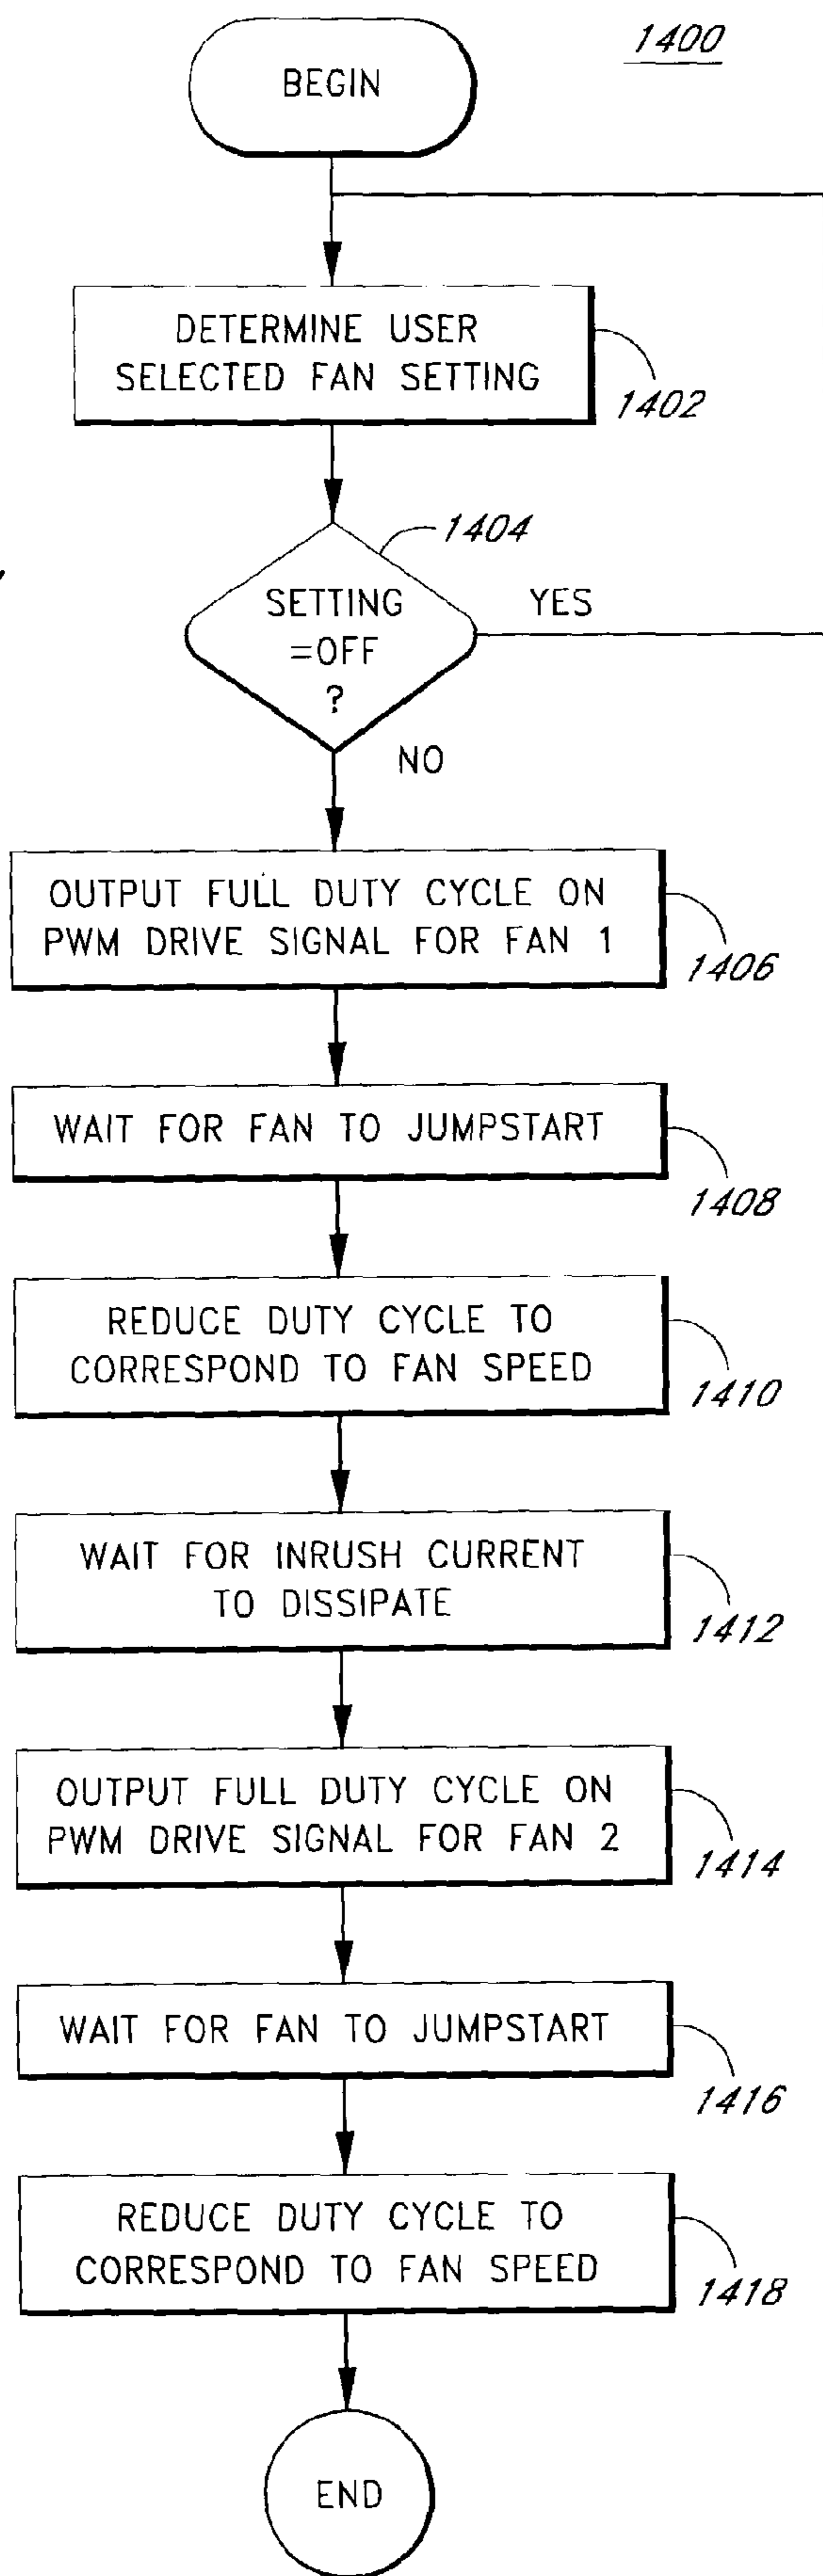 1400
BEGIN
DETERMINE USER
SELECTED FAN SETTING
1402
1404
SETTING
=OFF
?
YES
NO
OUTPUT FULL DUTY CYCLE ON
PWM DRIVE SIGNAL FOR FAN 1
1406
WAIT FOR FAN TO JUMPSTART
1408
REDUCE DUTY CYCLE TO
CORRESPOND TO FAN SPEED
1410
WAIT FOR INRUSH CURRENT
TO DISSIPATE
1412
OUTPUT FULL DUTY CYCLE ON
PWM DRIVE SIGNAL FOR FAN 2
1414
WAIT FOR FAN TO JUMPSTART
1416
REDUCE DUTY CYCLE TO
CORRESPOND TO FAN SPEED
1418
END